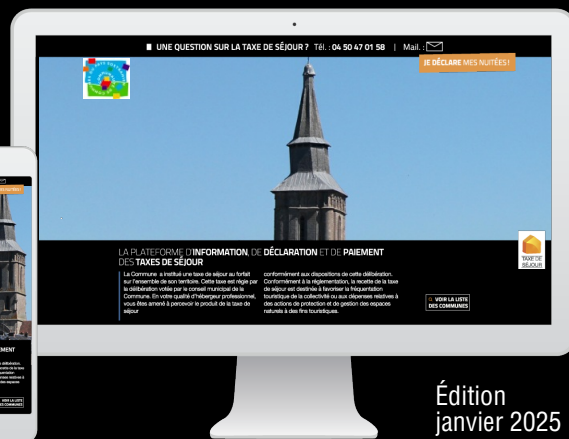 UNE QUESTION SUR LA TAXE DE SÉJOUR ? Tél. : 04 50 47 01 58 | Mail. :
JE DÉCLARE MES NUITÉES !
LA PLATEFORME D'INFORMATION, DE DÉCLARATION ET DE PAIEMENT
DES TAXES DE SÉJOUR
La Commune a institué une taxe de séjour au forfait
sur l'ensemble de son territoire. Cette taxe est régie par
la délibération votée par le conseil municipal de la
Commune. En votre qualité d'hébergeur professionnel,
vous êtes amené à percevoir le produit de la taxe de
séjour
conformément aux dispositions de cette délibération.
Conformément à la réglementation, la recette de la taxe
de séjour est destinée à favoriser la fréquentation
touristique de la collectivité ou aux dépenses relatives à
des actions de protection et de gestion des espaces
naturels à des fins touristiques.
TAXE DE
SÉJOUR
VOIR LA LISTE
DES COMMUNES
EMENT
VOIR LA LISTE
DES COMMUNES
Édition
janvier 2025